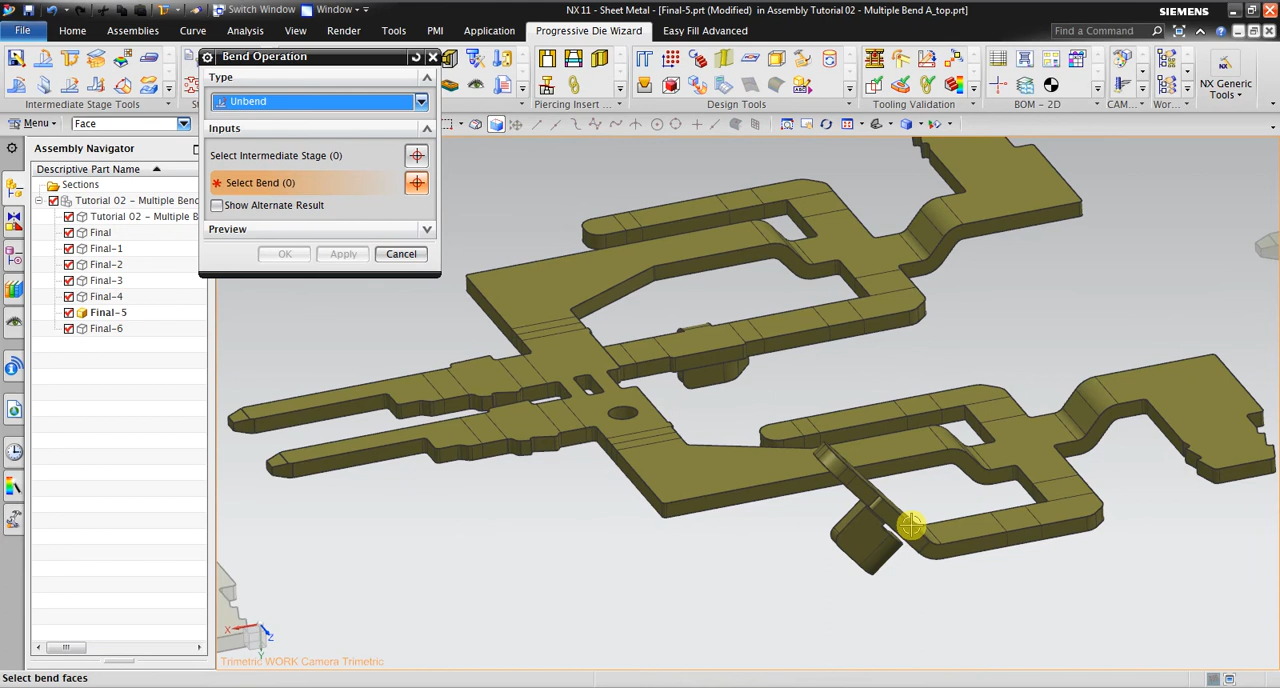 Switch Window
Window
NX 11 - Sheet Metal - [Final-5.prt (Modified) in Assembly Tutorial 02 - Multiple Bend A_top.prt]
SIEMENS
File
Home
Assemblies
Curve
Analysis
View
Render
Tools
PMI
Application
Progressive Die Wizard
Easy Fill Advanced
Find a Command
Intermediate Stage Tools
Piercing Insert ...
Design Tools
Tooling Validation
BOM - 2D
CAM...
Wor...
NX Generic
Tools
Menu
Face
Bend Operation
Type
Unbend
Inputs
Select Intermediate Stage (0)
* Select Bend (0)
Show Alternate Result
Preview
OK
Apply
Cancel
Assembly Navigator
Descriptive Part Name
Sections
Tutorial 02 - Multiple Bend
Tutorial 02 - Multiple B
Final
Final-1
Final-2
Final-3
Final-4
Final-5
Final-6
X
Y
Z
Trimetric WORK Camera Trimetric
Select bend faces